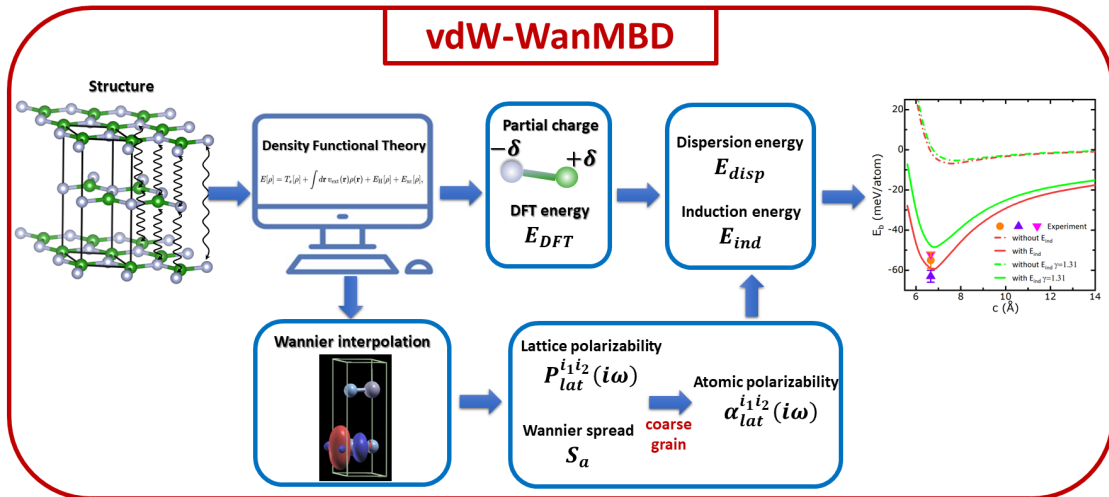 vdW-WanMBD
Structure
Density Functional Theory
E[ρ] = T_s[ρ] + ∫ dr v_ext(r)ρ(r) + E_H[ρ] + E_xc[ρ],
Partial charge
−δ
+δ
DFT energy
E_DFT
Dispersion energy
E_disp
Induction energy
E_ind
Wannier interpolation
Lattice polarizability
P_lat^{i₁i₂}(iω)
Wannier spread
S_a
coarse
grain
Atomic polarizability
α_lat^{i₁i₂}(iω)
E_b (meV/atom)
20
0
-20
-40
-60
Experiment
without E_ind
with E_ind
without E_ind γ=1.31
with E_ind γ=1.31
6 8 10 12 14
c (Å)